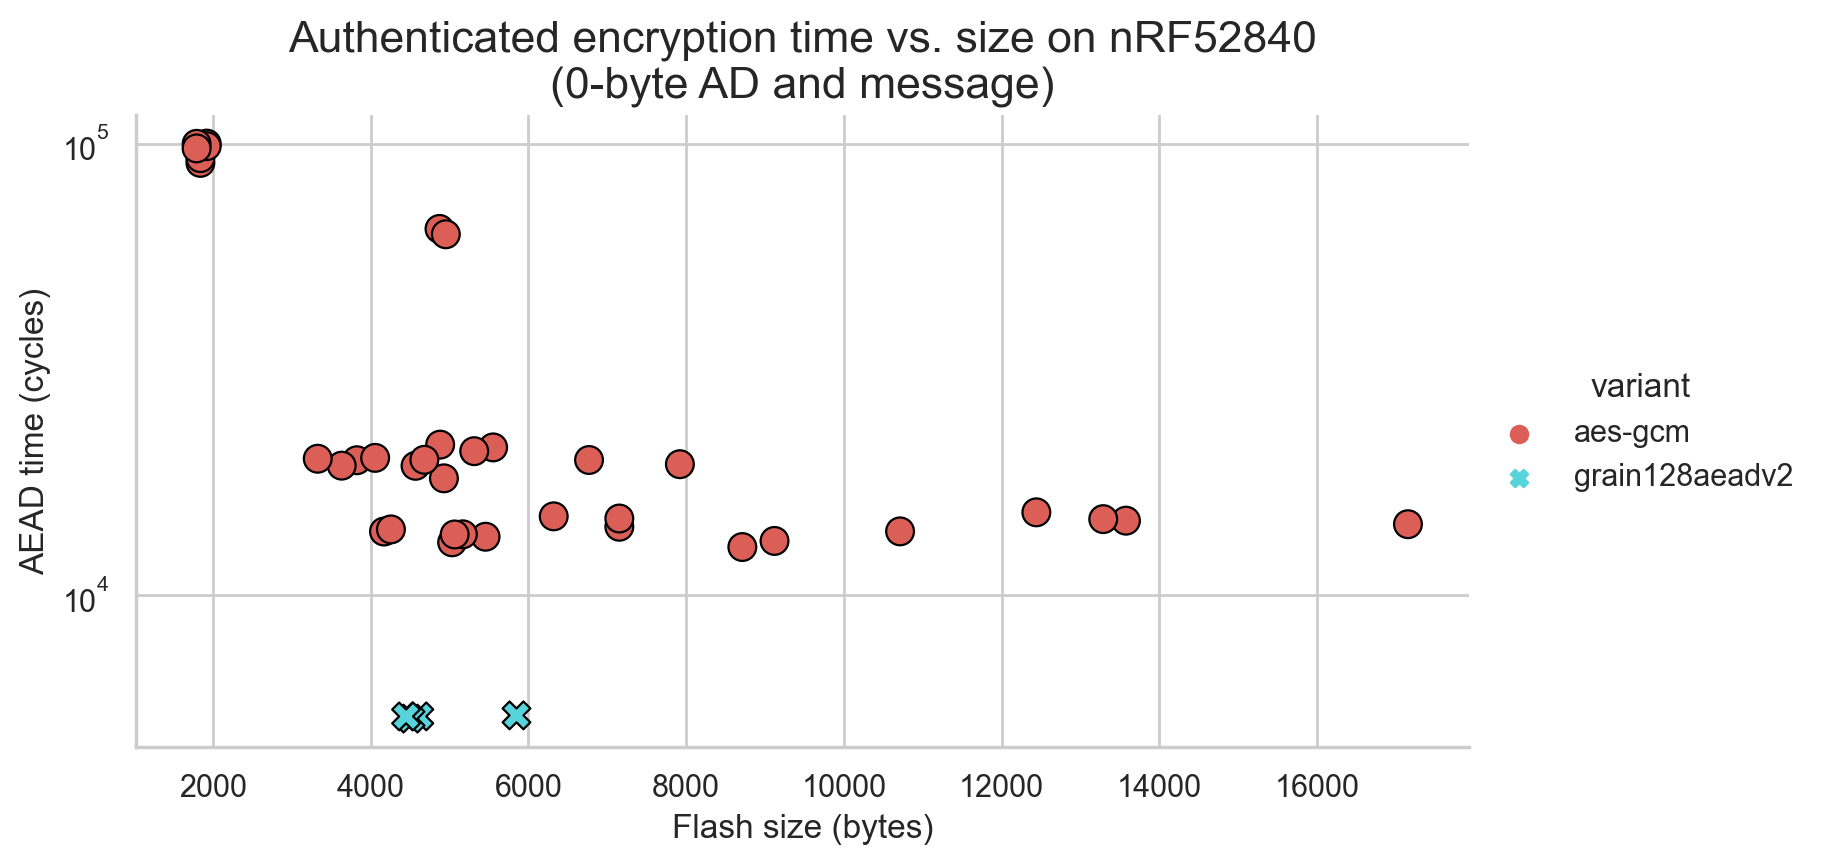 Authenticated encryption time vs. size on nRF52840
(0-byte AD and message)
10^5
10^4
AEAD time (cycles)
2000 4000 6000 8000 10000 12000 14000 16000
Flash size (bytes)
variant
aes-gcm
grain128aeadv2